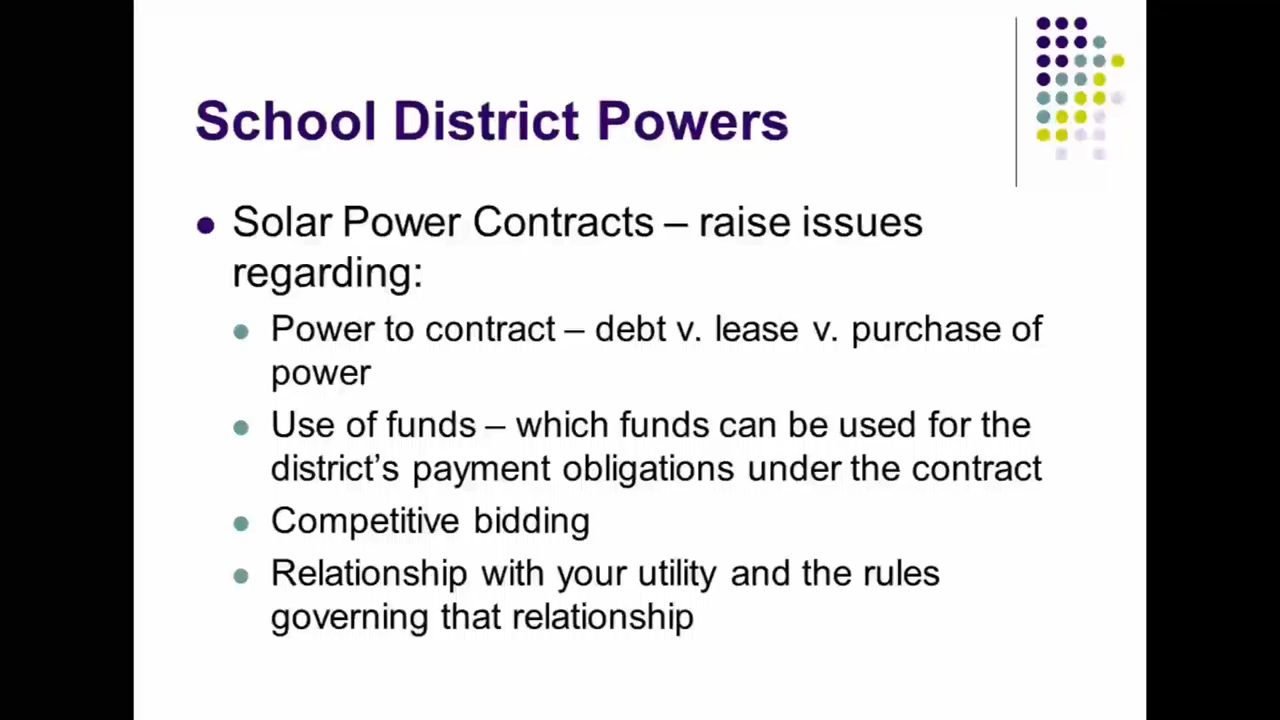 School District Powers
Solar Power Contracts – raise issues
regarding:
Power to contract – debt v. lease v. purchase of
power
Use of funds – which funds can be used for the
district’s payment obligations under the contract
Competitive bidding
Relationship with your utility and the rules
governing that relationship